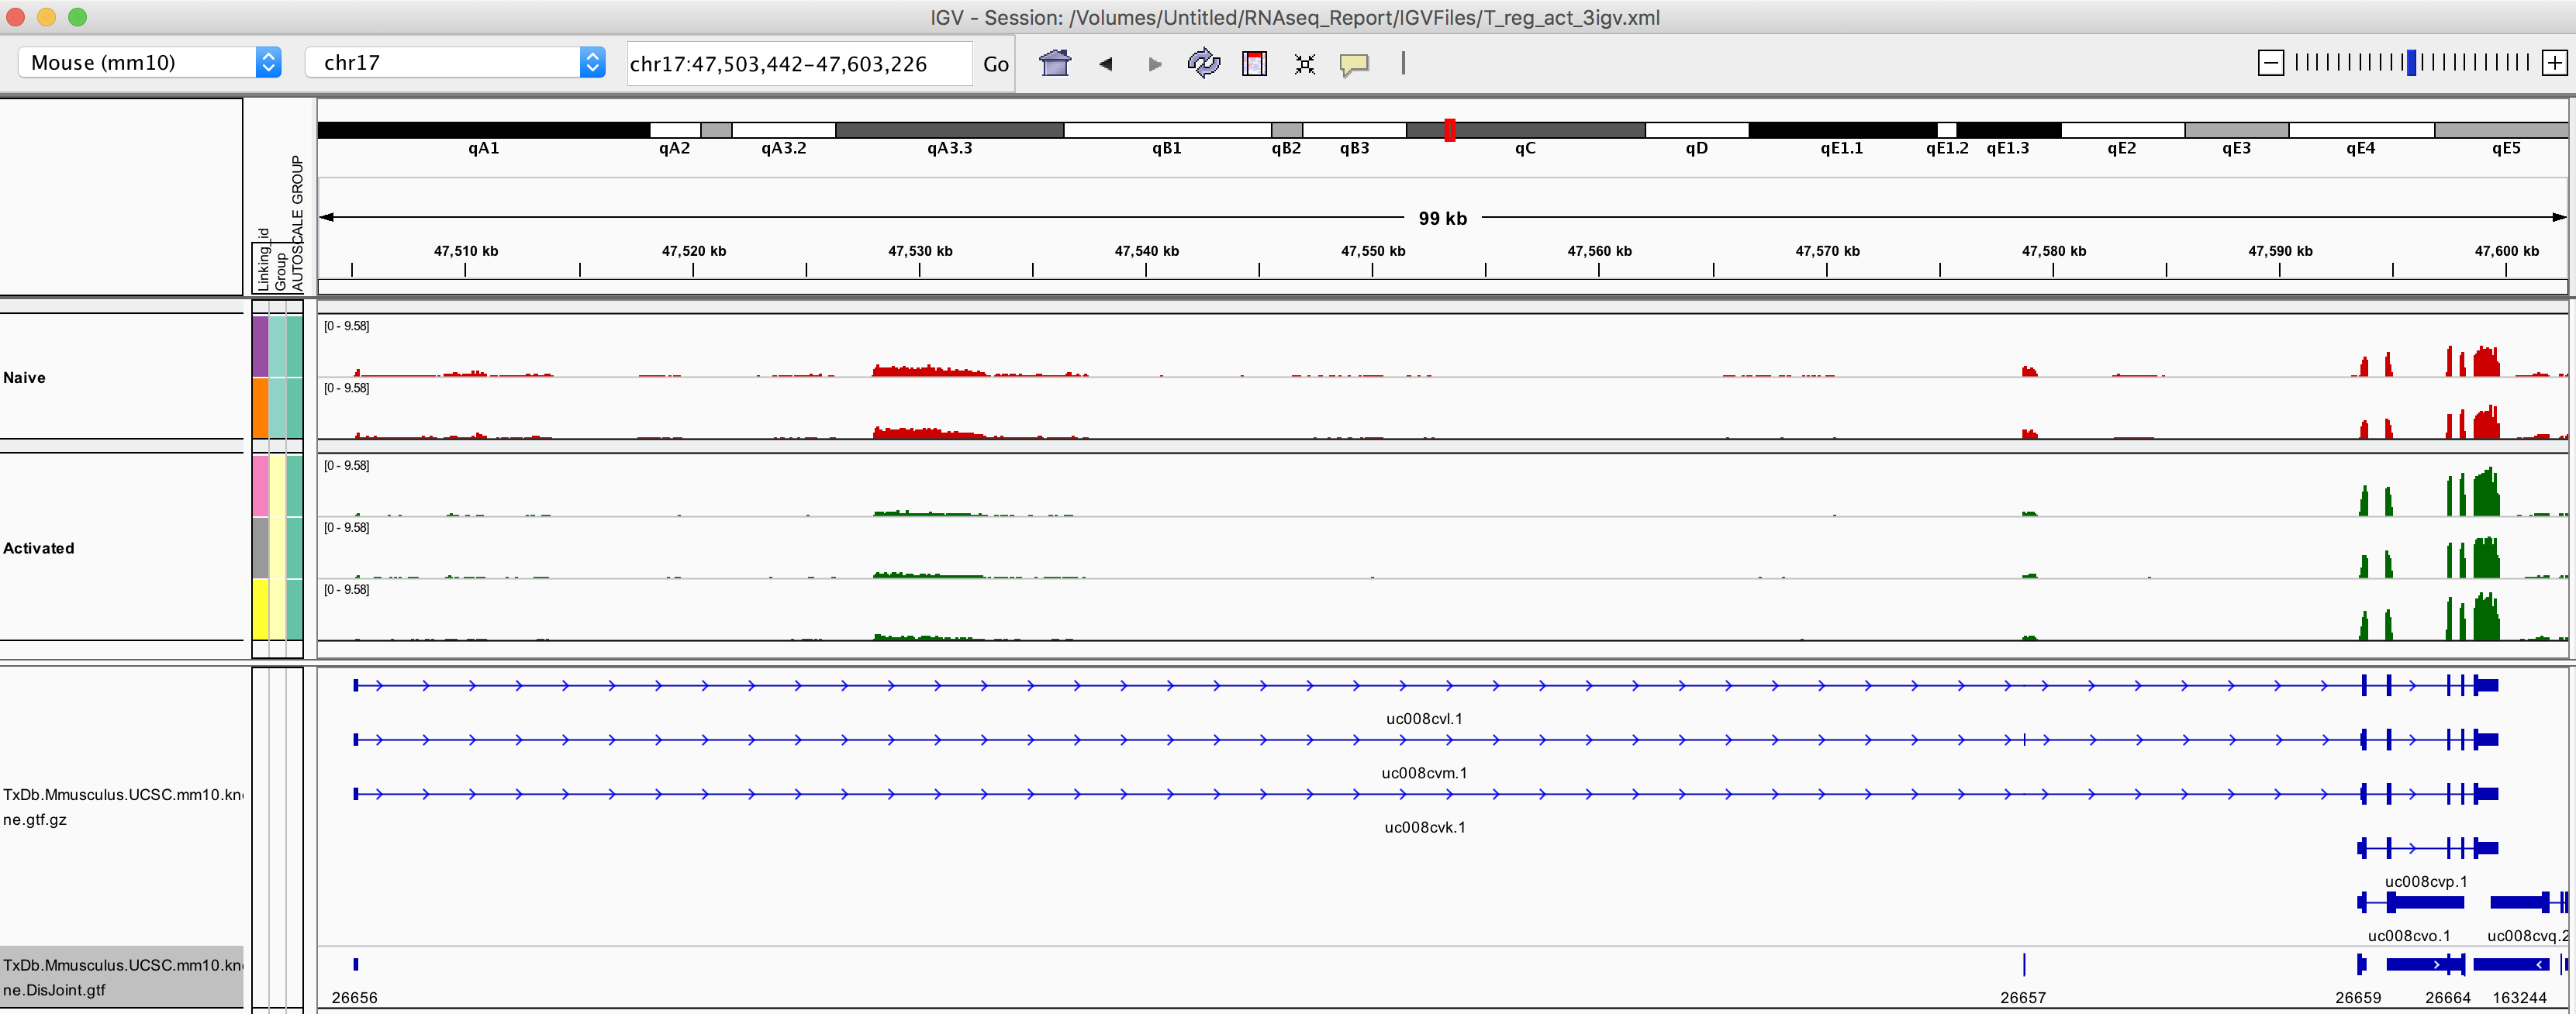 IGV - Session: /Volumes/Untitled/RNAseq_Report/IGVFiles/T_reg_act_3igv.xml
Mouse (mm10) chr17 chr17:47,503,442-47,603,226 Go
qA1 qA2 qA3.2 qA3.3 qB1 qB2 qB3 qC qD qE1.1 qE1.2 qE1.3 qE2 qE3 qE4 qE5
99 kb
47,510 kb 47,520 kb 47,530 kb 47,540 kb 47,550 kb 47,560 kb 47,570 kb 47,580 kb 47,590 kb 47,600 kb
Linking_id
Group
AUTOSCALE GROUP
[0 - 9.58]
Naive
[0 - 9.58]
[0 - 9.58]
[0 - 9.58]
Activated
[0 - 9.58]
uc008cvl.1
uc008cvm.1
TxDb.Mmusculus.UCSC.mm10.kn
ne.gtf.gz
uc008cvk.1
uc008cvp.1
uc008cvo.1 uc008cvq.2
TxDb.Mmusculus.UCSC.mm10.kn
ne.DisJoint.gtf
26656 26657 26659 26664 163244